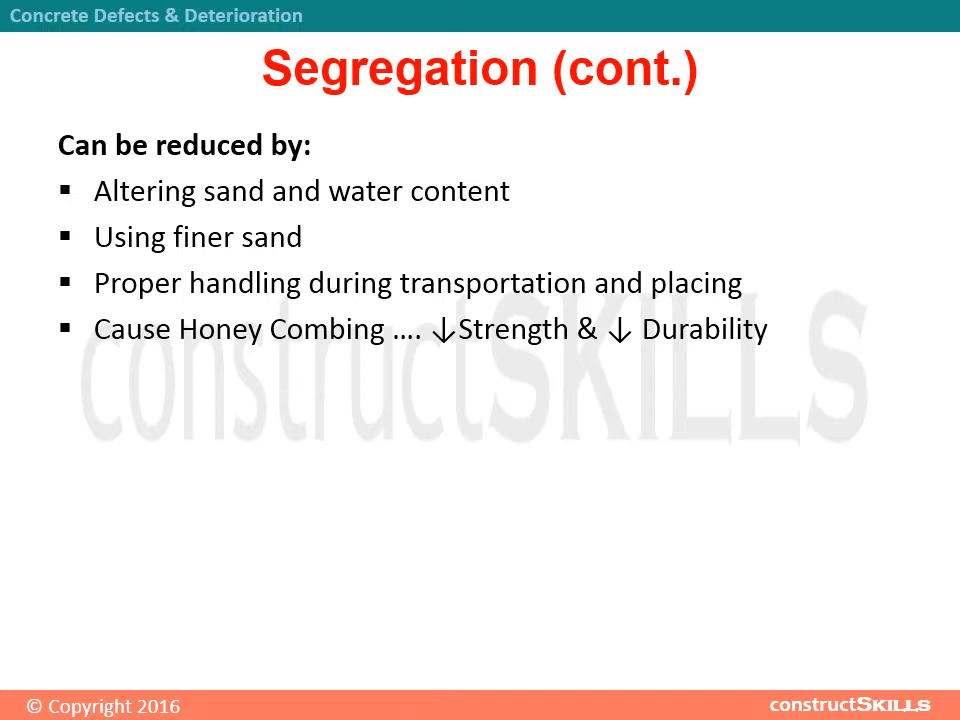 Concrete Defects & Deterioration
Segregation (cont.)
Can be reduced by:
▪ Altering sand and water content
▪ Using finer sand
▪ Proper handling during transportation and placing
▪ Cause Honey Combing .... ↓Strength & ↓ Durability
constructSKILLS
© Copyright 2016
constructSKILLS